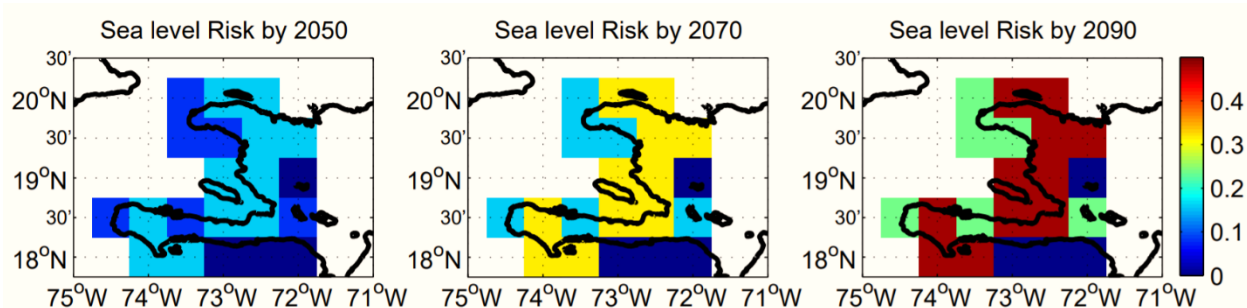 Sea level Risk by 2050
30'
20°N
30'
19°N
30'
18°N
75°W 74°W 73°W 72°W 71°W
Sea level Risk by 2070
30'
20°N
30'
19°N
30'
18°N
75°W 74°W 73°W 72°W 71°W
Sea level Risk by 2090
30'
20°N
30'
19°N
30'
18°N
75°W 74°W 73°W 72°W 71°W
0.4
0.3
0.2
0.1
0